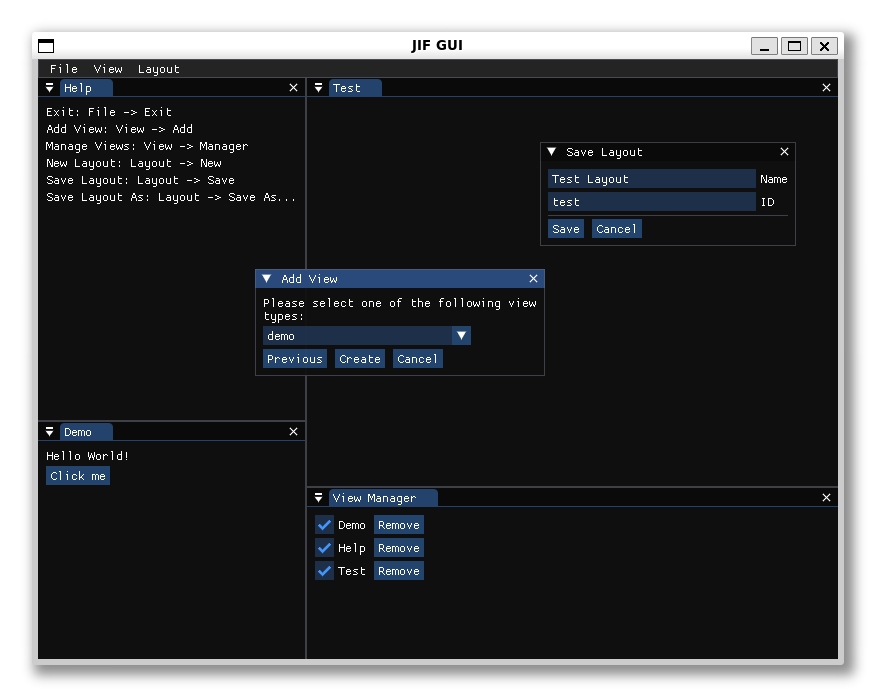 JIF GUI
File View Layout
Help
Exit: File -> Exit
Add View: View -> Add
Manage Views: View -> Manager
New Layout: Layout -> New
Save Layout: Layout -> Save
Save Layout As: Layout -> Save As...
Test
Save Layout
Test Layout Name
test ID
Save Cancel
Add View
Please select one of the following view
types:
demo
Previous Create Cancel
Demo
Hello World!
Click me
View Manager
Demo Remove
Help Remove
Test Remove